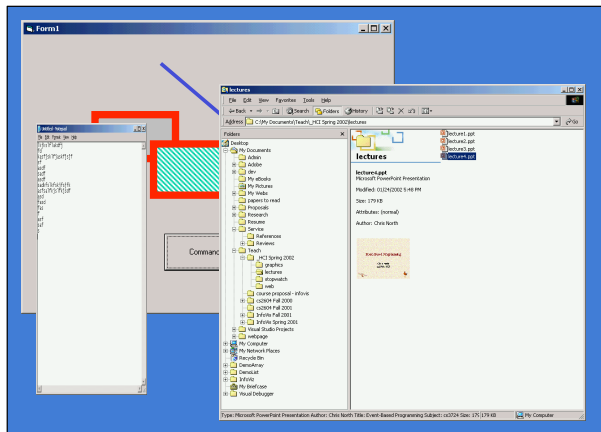 Form1
Command
Untitled - Notepad
File Edit Format View Help
lectures
File Edit View Favorites Tools Help
Back Search Folders History
Address C:\My Documents\Teach\_HCI Spring 2002\lectures Go
Folders
Desktop
My Documents
Admin
Adobe
dev
My eBooks
My Pictures
My Webs
papers to read
Proposals
Research
Resume
Service
References
Reviews
Teach
_HCI Spring 2002
graphics
lectures
stopwatch
web
course proposal - infovis
cs2604 Fall 2000
cs2604 Fall 2001
InfoVis Fall 2001
InfoVis Spring 2001
Visual Studio Projects
webpage
My Computer
My Network Places
Recycle Bin
DemoArray
DemoList
InfoViz
My Briefcase
Visual Debugger
lectures
lecture4.ppt
Microsoft PowerPoint Presentation
Modified: 01/24/2002 5:48 PM
Size: 179 KB
Attributes: (normal)
Author: Chris North
Event-Based Programming
lecture1.ppt
lecture2.ppt
lecture3.ppt
lecture4.ppt
Type: Microsoft PowerPoint Presentation Author: Chris North Title: Event-Based Programming Subject: cs3724 Size: 179 KB
179 KB
My Computer